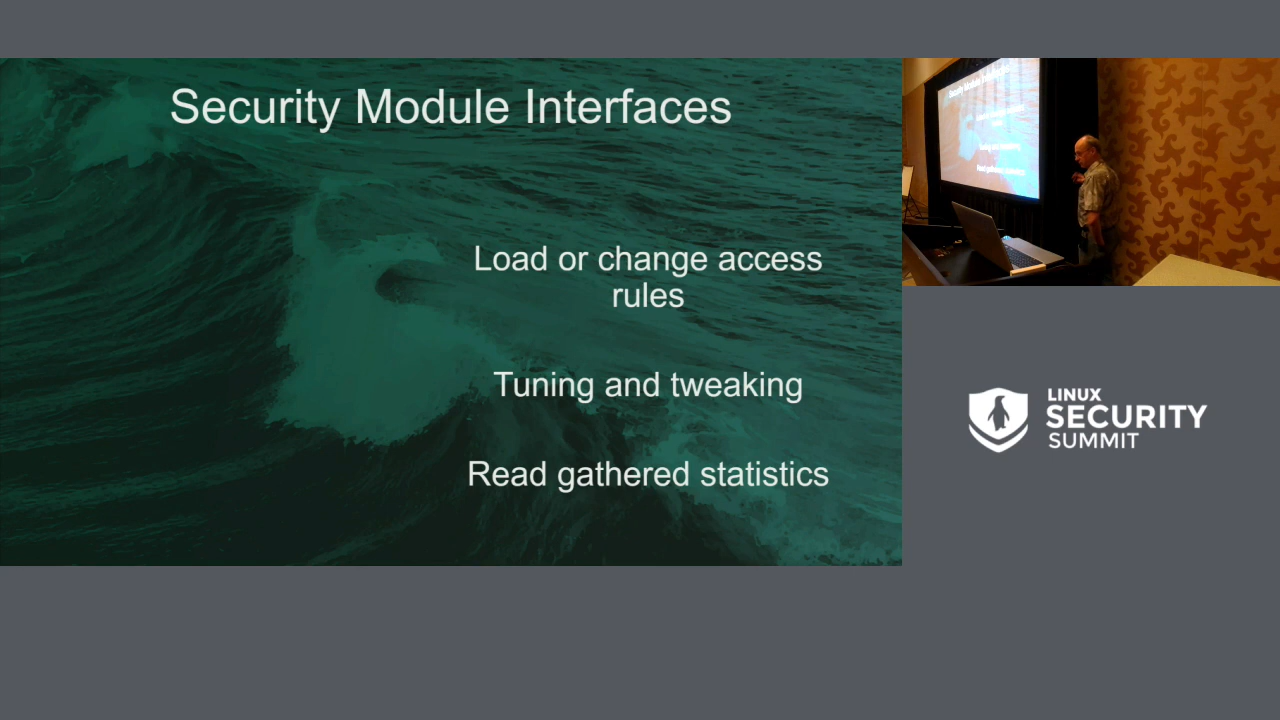 Security Module Interfaces
Load or change access
rules
Tuning and tweaking
Read gathered statistics
LINUX
SECURITY
SUMMIT